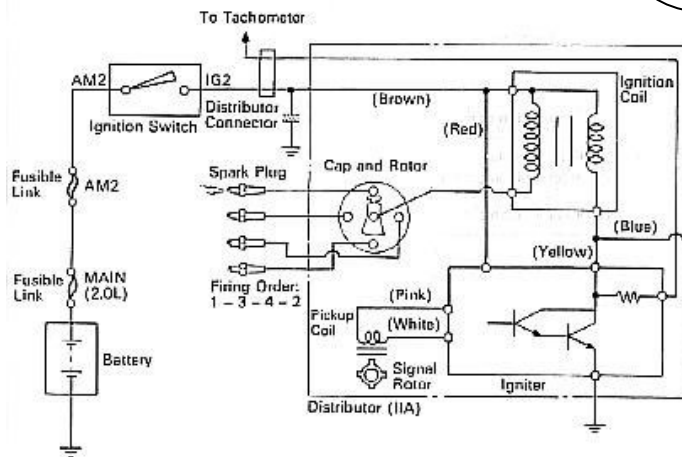 To Tachometer
AM2
IG2
Ignition Switch
Distributor
Connector
(Brown)
(Red)
Ignition
Coil
Fusible
Link
AM2
Spark Plug
Cap and Rotor
(Blue)
(Yellow)
Fusible
Link
MAIN
(2.0L)
Firing Order:
1-3-4-2
(Pink)
Pickup
Coil
(White)
Battery
Signal
Rotor
Igniter
Distributor (IIA)